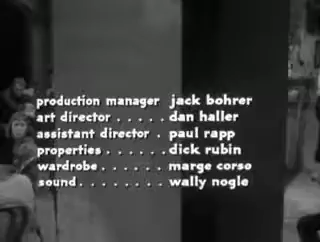 production manager jack bohrer
art director ..... dan haller
assistant director . paul rapp
properties ...... dick rubin
wardrobe ...... marge corso
sound ........ wally nogle